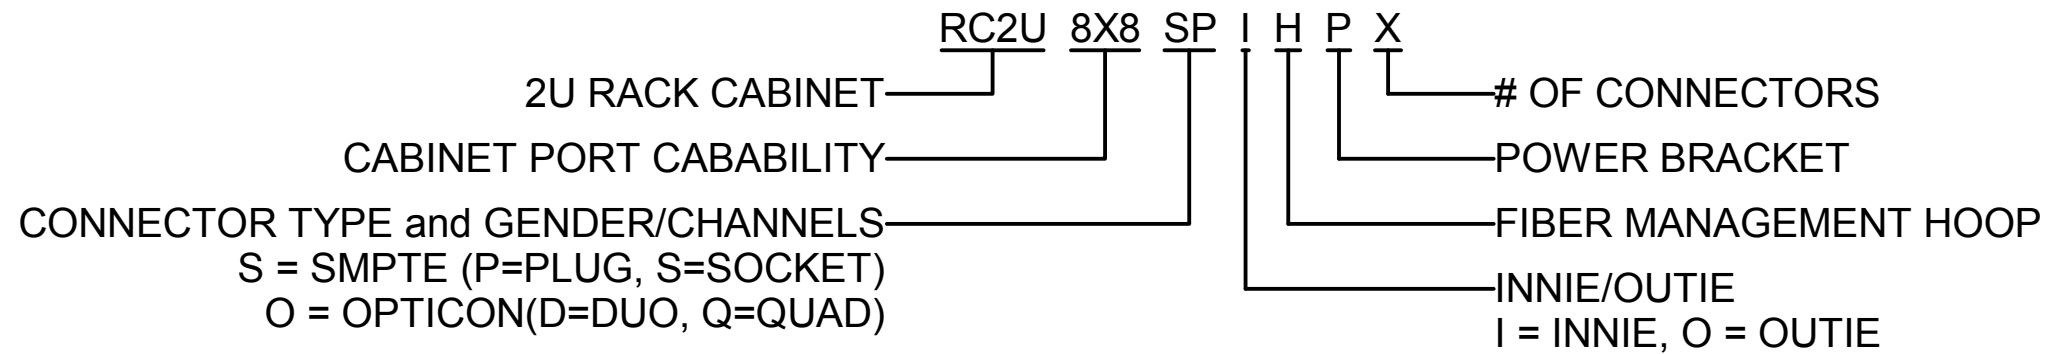 RC2U 8X8 SP I H P X
2U RACK CABINET
# OF CONNECTORS
CABINET PORT CABABILITY
POWER BRACKET
CONNECTOR TYPE and GENDER/CHANNELS
S = SMPTE (P=PLUG, S=SOCKET)
O = OPTICON(D=DUO, Q=QUAD)
FIBER MANAGEMENT HOOP
INNIE/OUTIE
I = INNIE, O = OUTIE